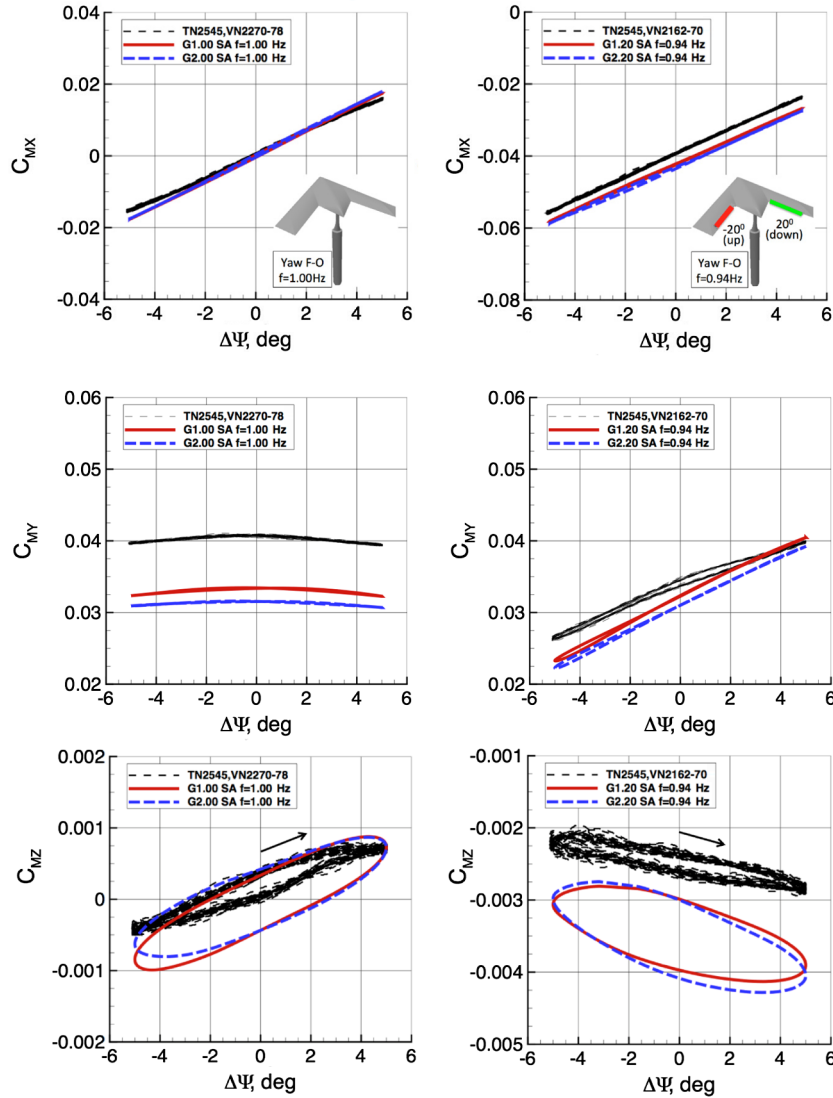 TN2545,VN2270-78
G1.00 SA f=1.00 Hz
G2.00 SA f=1.00 Hz
0.04
0.02
0
-0.02
-0.04
C_MX
-6 -4 -2 0 2 4 6
ΔΨ, deg
Yaw F-O
f=1.00Hz
TN2545,VN2162-70
G1.20 SA f=0.94 Hz
G2.20 SA f=0.94 Hz
-0
-0.02
-0.04
-0.06
-0.08
C_MX
-6 -4 -2 0 2 4 6
ΔΨ, deg
-20⁰
(up)
20⁰
(down)
Yaw F-O
f=0.94Hz
TN2545,VN2270-78
G1.00 SA f=1.00 Hz
G2.00 SA f=1.00 Hz
0.06
0.05
0.04
0.03
0.02
C_MY
-6 -4 -2 0 2 4 6
ΔΨ, deg
TN2545,VN2162-70
G1.20 SA f=0.94 Hz
G2.20 SA f=0.94 Hz
0.06
0.05
0.04
0.03
0.02
C_MY
-6 -4 -2 0 2 4 6
ΔΨ, deg
TN2545,VN2270-78
G1.00 SA f=1.00 Hz
G2.00 SA f=1.00 Hz
0.002
0.001
0
-0.001
-0.002
C_MZ
-6 -4 -2 0 2 4 6
ΔΨ, deg
TN2545,VN2162-70
G1.20 SA f=0.94 Hz
G2.20 SA f=0.94 Hz
-0.001
-0.002
-0.003
-0.004
-0.005
C_MZ
-6 -4 -2 0 2 4 6
ΔΨ, deg